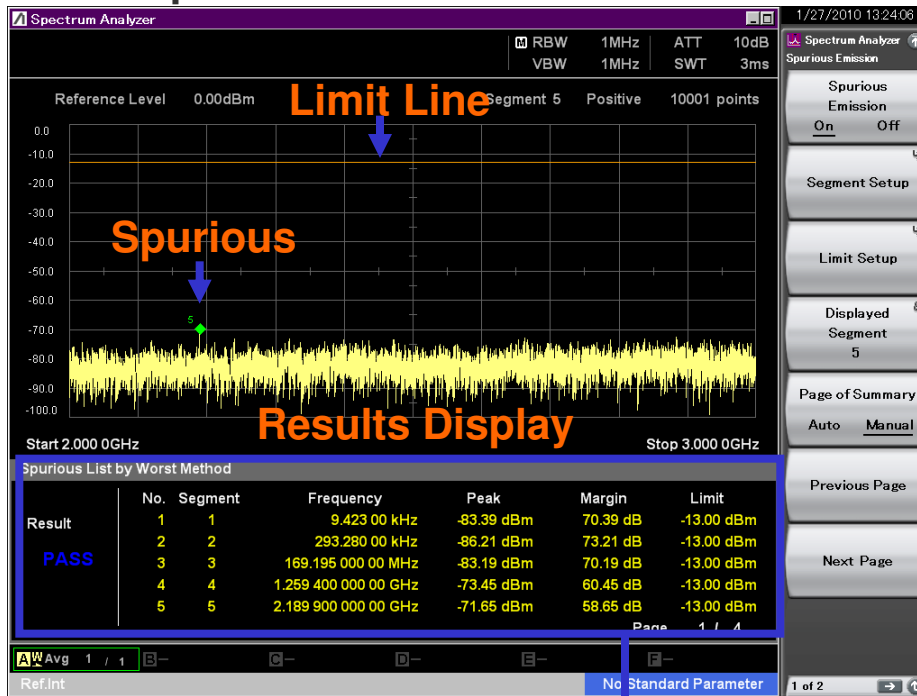 Spectrum Analyzer
1/27/2010 13:24:06
M RBW 1MHz ATT 10dB
VBW 1MHz SWT 3ms
Reference Level 0.00dBm Segment 5 Positive 10001 points
Limit Line
0.0
-10.0
-20.0
-30.0
-40.0
-50.0
-60.0
-70.0
-80.0
-90.0
-100.0
Spurious
5
Results Display
Start 2.000 0GHz Stop 3.000 0GHz
Spurious List by Worst Method
No. Segment Frequency Peak Margin Limit
Result
PASS
1 1 9.423 00 kHz -83.39 dBm 70.39 dB -13.00 dBm
2 2 293.280 00 kHz -86.21 dBm 73.21 dB -13.00 dBm
3 3 169.195 000 00 MHz -83.19 dBm 70.19 dB -13.00 dBm
4 4 1.259 400 000 00 GHz -73.45 dBm 60.45 dB -13.00 dBm
5 5 2.189 900 000 00 GHz -71.65 dBm 58.65 dB -13.00 dBm
Page 1 / 4
A Avg 1 / 1 B- C- D- E- F-
Ref.Int No Standard Parameter
Spectrum Analyzer
Spurious Emission
Spurious
Emission
On Off
Segment Setup
Limit Setup
Displayed
Segment
5
Page of Summary
Auto Manual
Previous Page
Next Page
1 of 2